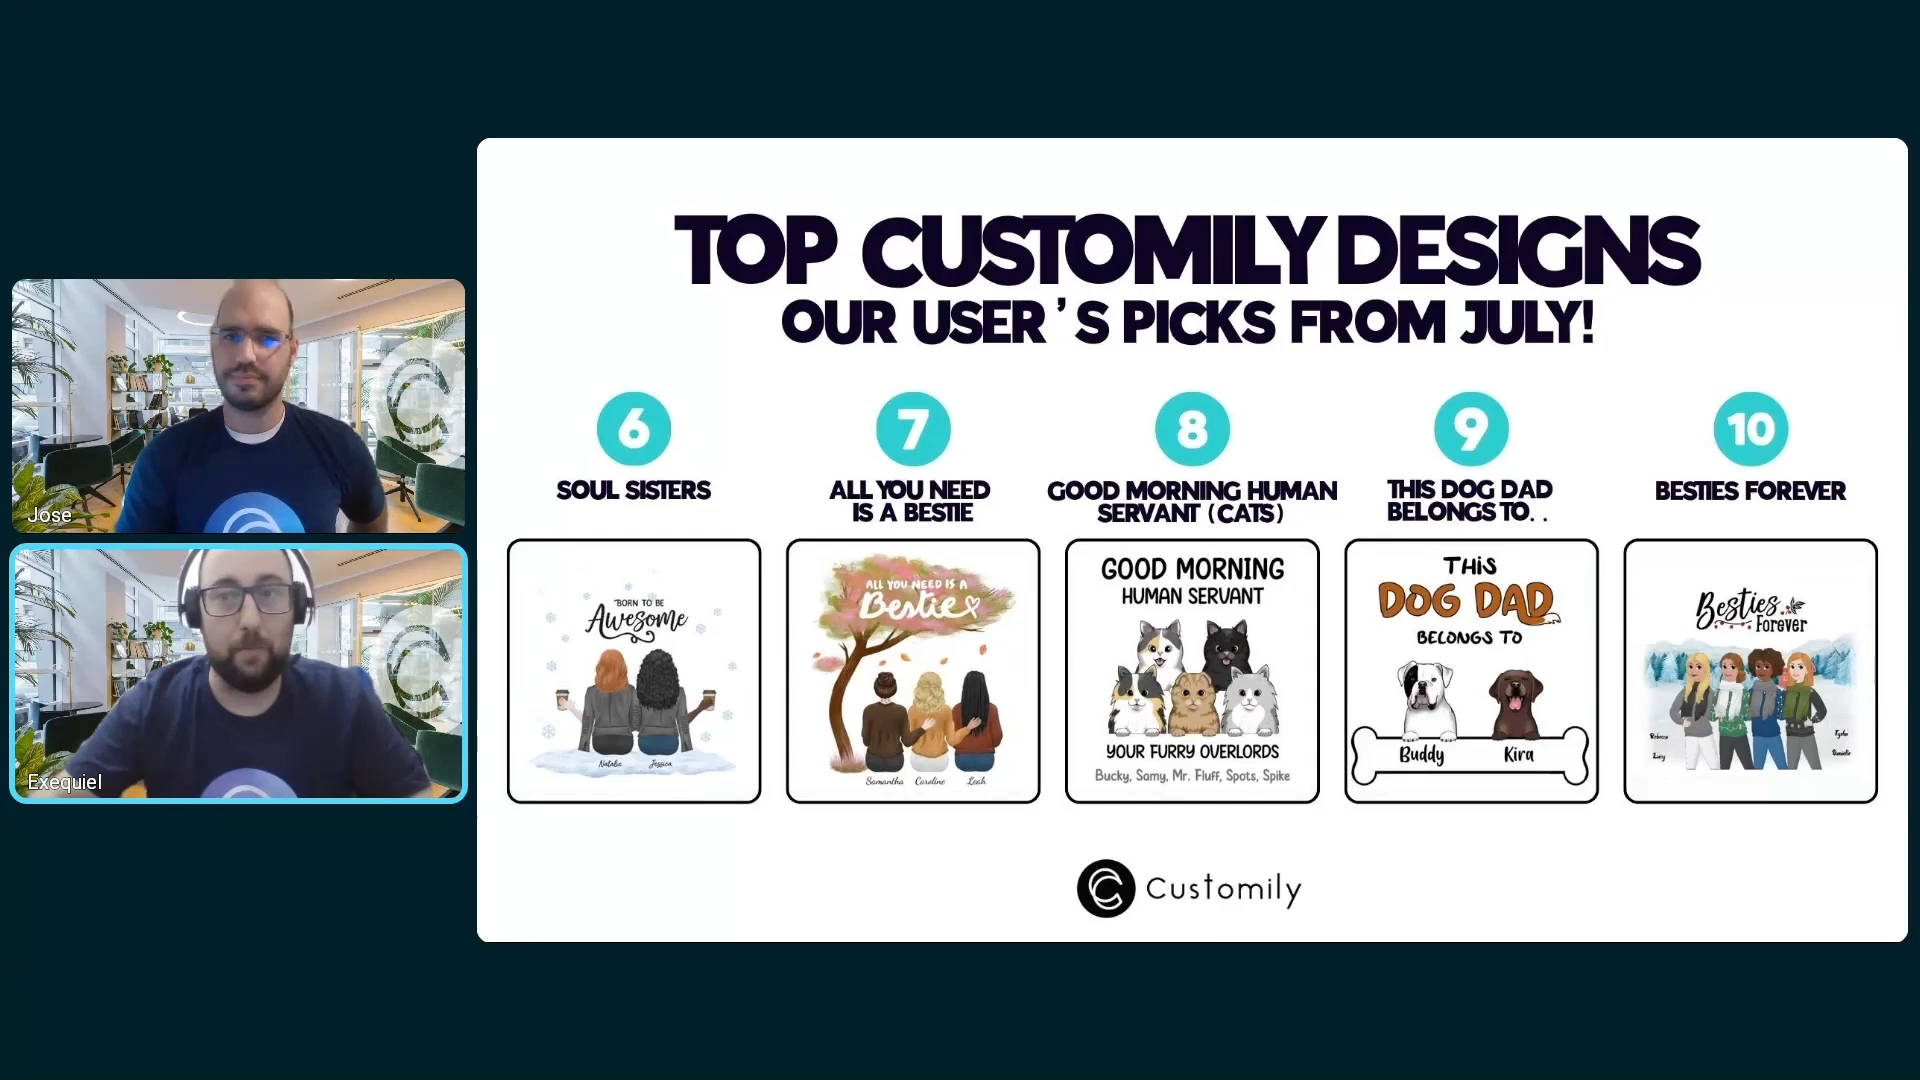 TOP CUSTOMILY DESIGNS
OUR USER'S PICKS FROM JULY!
6
SOUL SISTERS
BORN TO BE
Awesome
Natalie Jessica
7
ALL YOU NEED
IS A BESTIE
ALL YOU NEED IS A
Bestie
Samantha Caroline Leah
8
GOOD MORNING HUMAN
SERVANT (CATS)
GOOD MORNING
HUMAN SERVANT
YOUR FURRY OVERLORDS
Bucky, Samy, Mr. Fluff, Spots, Spike
9
THIS DOG DAD
BELONGS TO..
THIS
DOG DAD
BELONGS TO
Buddy Kira
10
BESTIES FOREVER
Besties
Forever
Rebecca
Lucy
Danielle
Customily
Jose
Exequiel